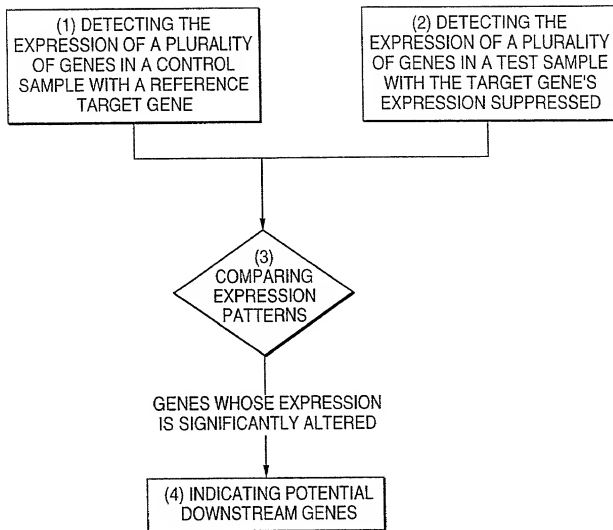 (1) DETECTING THE
EXPRESSION OF A PLURALITY
OF GENES IN A CONTROL
SAMPLE WITH A REFERENCE
TARGET GENE
(2) DETECTING THE
EXPRESSION OF A PLURALITY
OF GENES IN A TEST SAMPLE
WITH THE TARGET GENE'S
EXPRESSION SUPPRESSED
(3)
COMPARING
EXPRESSION
PATTERNS
GENES WHOSE EXPRESSION
IS SIGNIFICANTLY ALTERED
(4) INDICATING POTENTIAL
DOWNSTREAM GENES